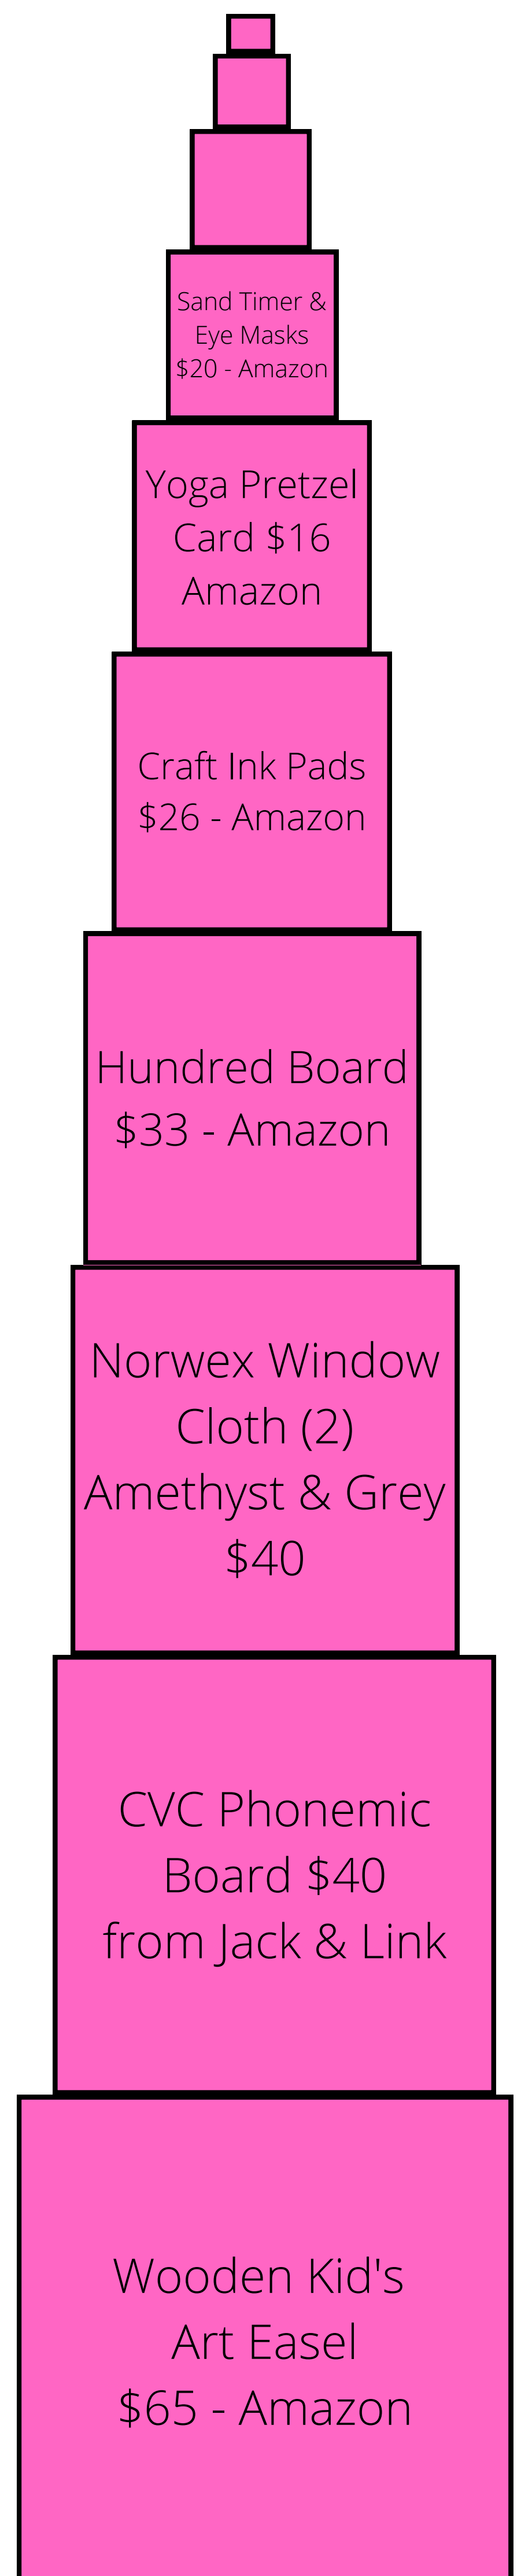 Sand Timer &
Eye Masks
$20 - Amazon
Yoga Pretzel
Card $16
Amazon
Craft Ink Pads
$26 - Amazon
Hundred Board
$33 - Amazon
Norwex Window
Cloth (2)
Amethyst & Grey
$40
CVC Phonemic
Board $40
from Jack & Link
Wooden Kid's
Art Easel
$65 - Amazon